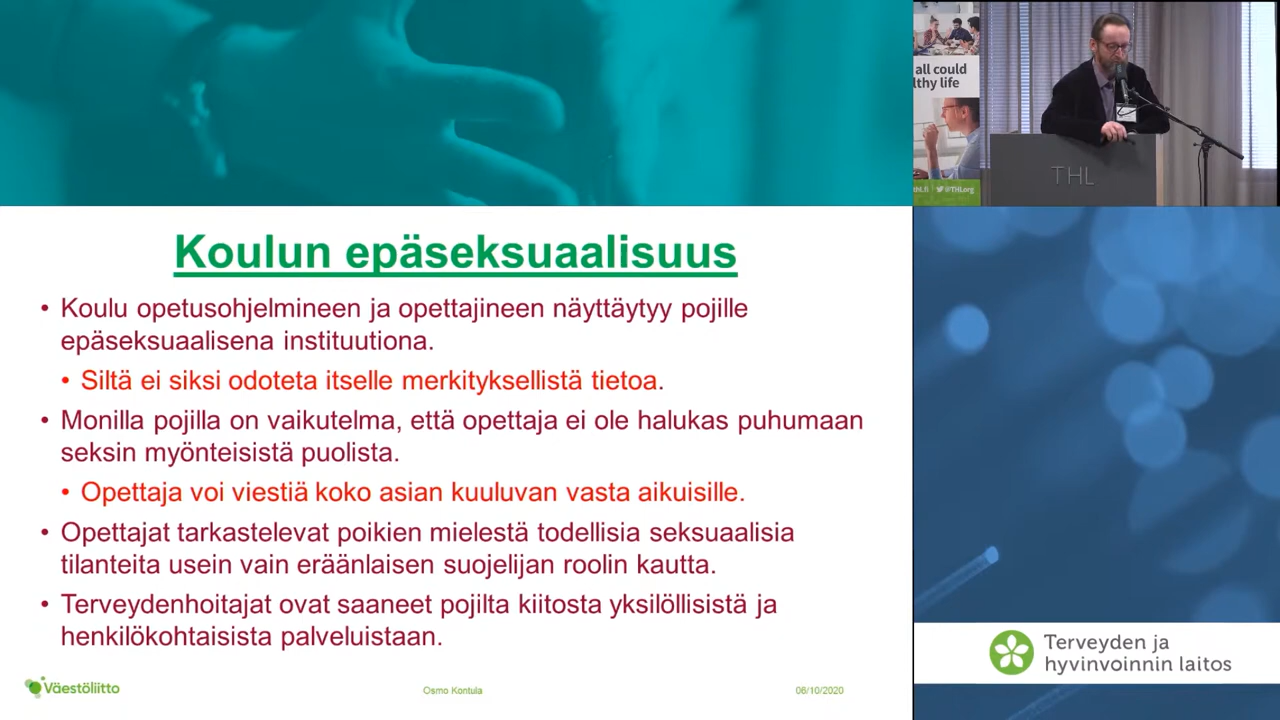 Koulun epäseksuaalisuus
• Koulu opetusohjelmineen ja opettajineen näyttäytyy pojille
epäseksuaalisena instituutiona.
• Siltä ei siksi odoteta itselle merkityksellistä tietoa.
• Monilla pojilla on vaikutelma, että opettaja ei ole halukas puhumaan
seksin myönteisistä puolista.
• Opettaja voi viestiä koko asian kuuluvan vasta aikuisille.
• Opettajat tarkastelevat poikien mielestä todellisia seksuaalisia
tilanteita usein vain eräänlaisen suojelijan roolin kautta.
• Terveydenhoitajat ovat saaneet pojilta kiitosta yksilöllisistä ja
henkilökohtaisista palveluistaan.
Väestöliitto
Osmo Kontula
06/10/2020
all could
lthy life
thl.fi
@THLorg
THL
Terveyden ja
hyvinvoinnin laitos